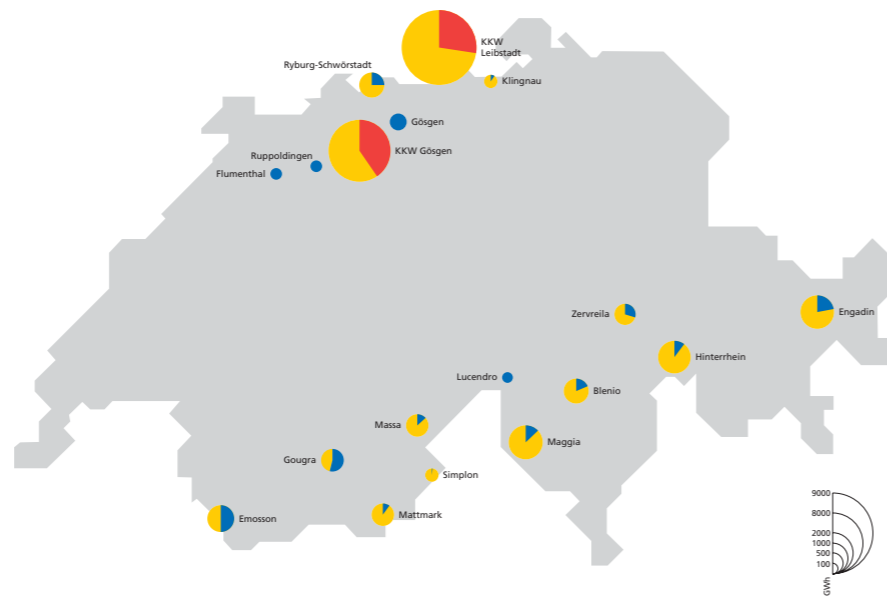 KKW
Leibstadt
Ryburg-Schwörstadt
Klingnau
Gösgen
KKW Gösgen
Ruppoldingen
Flumenthal
Zervreila
Engadin
Hinterrhein
Lucendro
Blenio
Massa
Maggia
Gougra
Simplon
Mattmark
Emosson
9000
8000
2000
1000
500
100
GWh